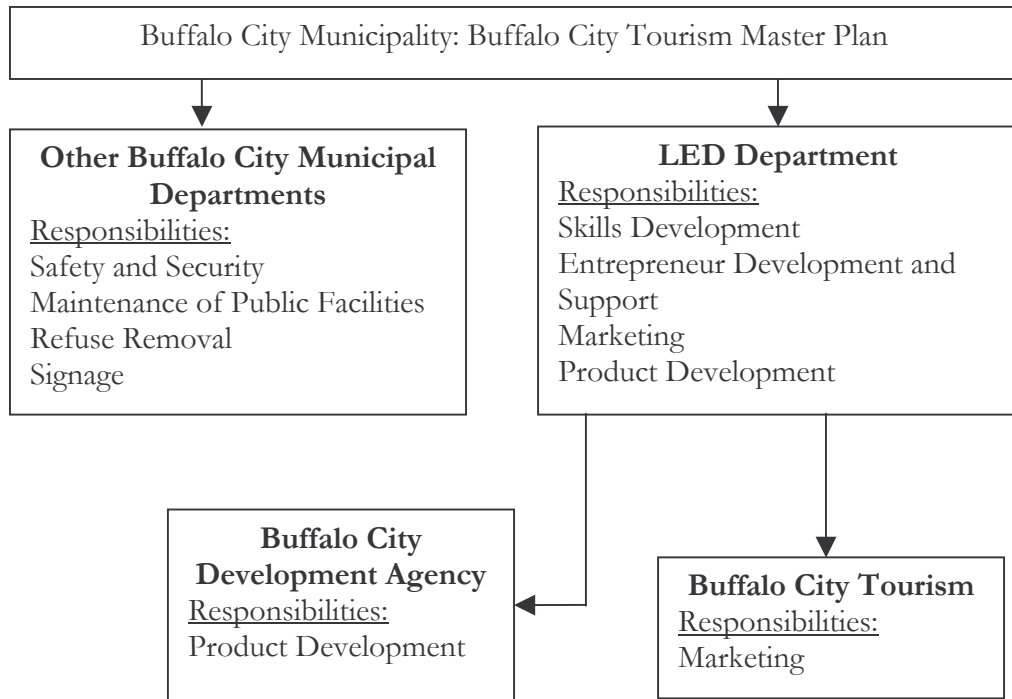 Buffalo City Municipality: Buffalo City Tourism Master Plan
Other Buffalo City Municipal
Departments
Responsibilities:
Safety and Security
Maintenance of Public Facilities
Refuse Removal
Signage
LED Department
Responsibilities:
Skills Development
Entrepreneur Development and
Support
Marketing
Product Development
Buffalo City
Development Agency
Responsibilities:
Product Development
Buffalo City Tourism
Responsibilities:
Marketing